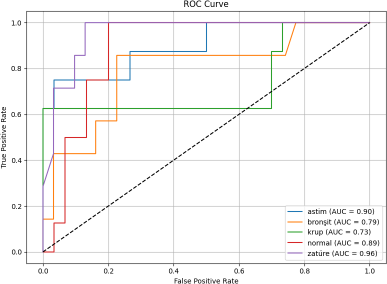 ROC Curve
1.0
0.8
0.6
0.4
0.2
0.0
True Positive Rate
astim (AUC = 0.90)
bronşit (AUC = 0.79)
krup (AUC = 0.73)
normal (AUC = 0.89)
zatüre (AUC = 0.96)
0.0 0.2 0.4 0.6 0.8 1.0
False Positive Rate